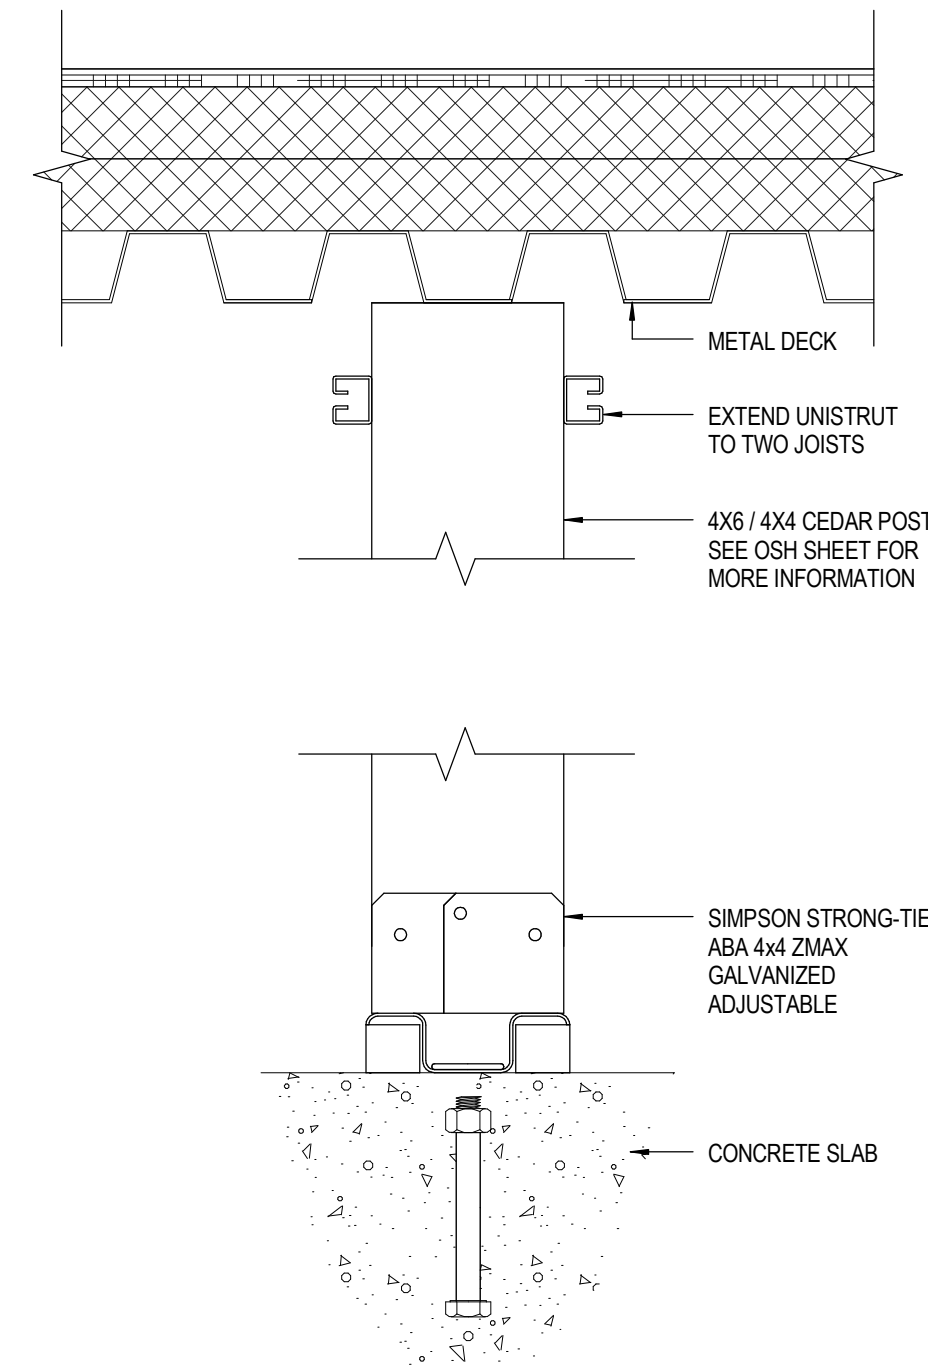 METAL DECK
EXTEND UNISTRUT
TO TWO JOISTS
4X6 / 4X4 CEDAR POST
SEE OSH SHEET FOR
MORE INFORMATION
SIMPSON STRONG-TIE
ABA 4x4 ZMAX
GALVANIZED
ADJUSTABLE
CONCRETE SLAB